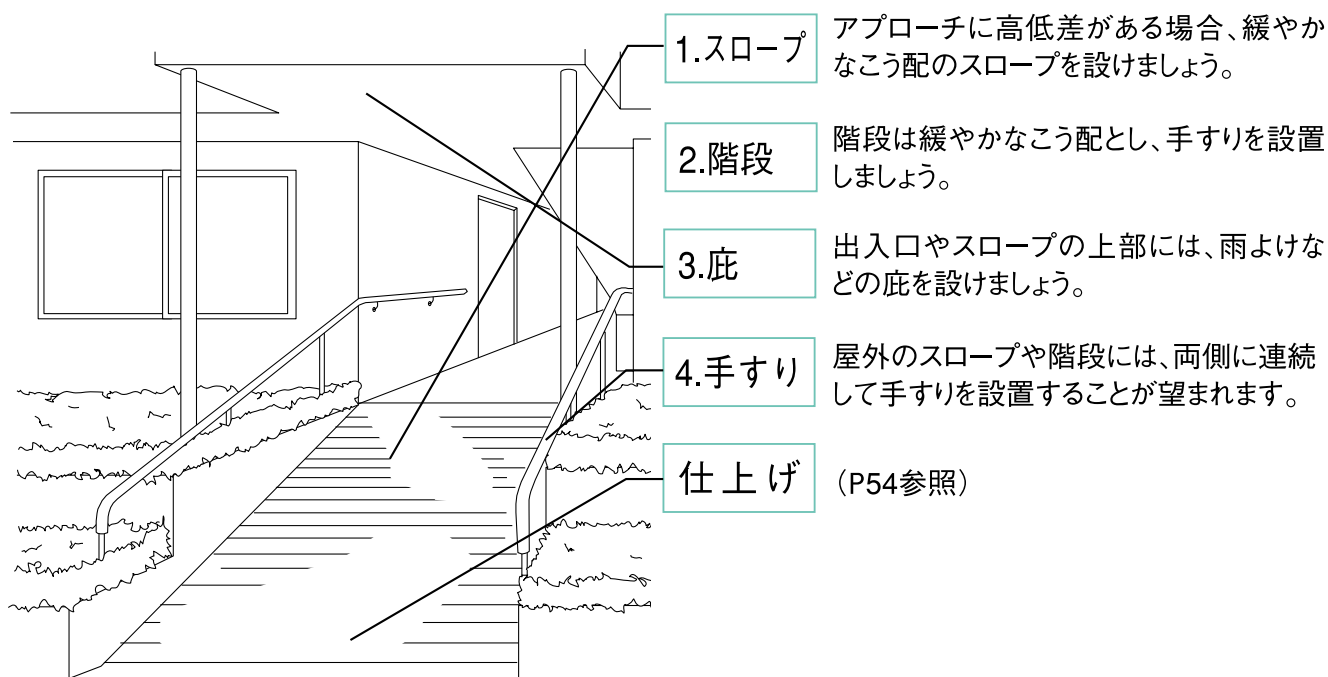 1.スロープ
アプローチに高低差がある場合、緩やか
なこう配のスロープを設けましょう。
2.階段
階段は緩やかなこう配とし、手すりを設置
しましょう。
3.庇
出入口やスロープの上部には、雨よけな
どの庇を設けましょう。
4.手すり
屋外のスロープや階段には、両側に連続
して手すりを設置することが望まれます。
仕上げ
（P54参照）